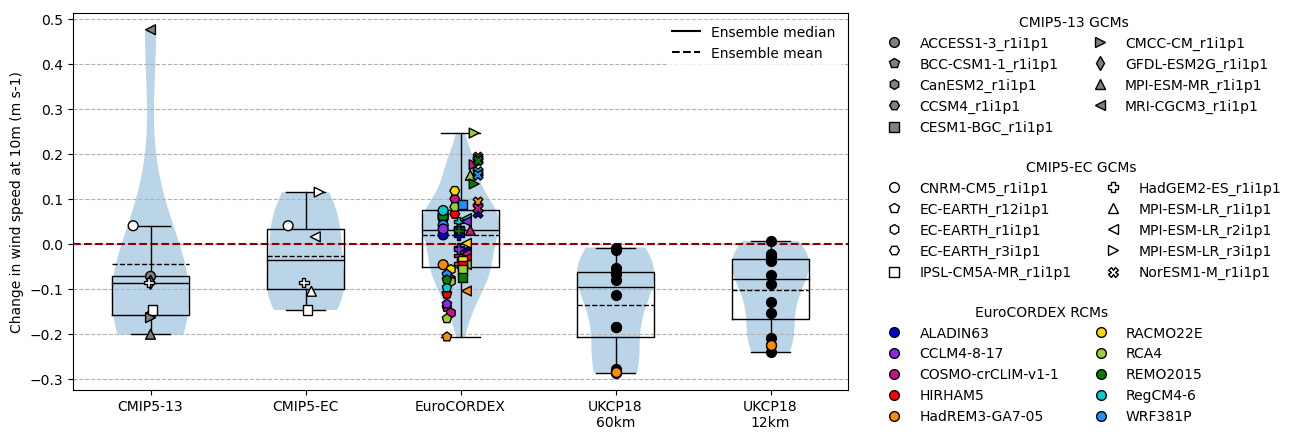 Change in wind speed at 10m (m s-1)
0.5
0.4
0.3
0.2
0.1
0.0
−0.1
−0.2
−0.3
Ensemble median
Ensemble mean
CMIP5-13
CMIP5-EC
EuroCORDEX
UKCP18
60km
UKCP18
12km
CMIP5-13 GCMs
ACCESS1-3_r1i1p1
BCC-CSM1-1_r1i1p1
CanESM2_r1i1p1
CCSM4_r1i1p1
CESM1-BGC_r1i1p1
CMCC-CM_r1i1p1
GFDL-ESM2G_r1i1p1
MPI-ESM-MR_r1i1p1
MRI-CGCM3_r1i1p1
CMIP5-EC GCMs
CNRM-CM5_r1i1p1
EC-EARTH_r12i1p1
EC-EARTH_r1i1p1
EC-EARTH_r3i1p1
IPSL-CM5A-MR_r1i1p1
HadGEM2-ES_r1i1p1
MPI-ESM-LR_r1i1p1
MPI-ESM-LR_r2i1p1
MPI-ESM-LR_r3i1p1
NorESM1-M_r1i1p1
EuroCORDEX RCMs
ALADIN63
CCLM4-8-17
COSMO-crCLIM-v1-1
HIRHAM5
HadREM3-GA7-05
RACMO22E
RCA4
REMO2015
RegCM4-6
WRF381P